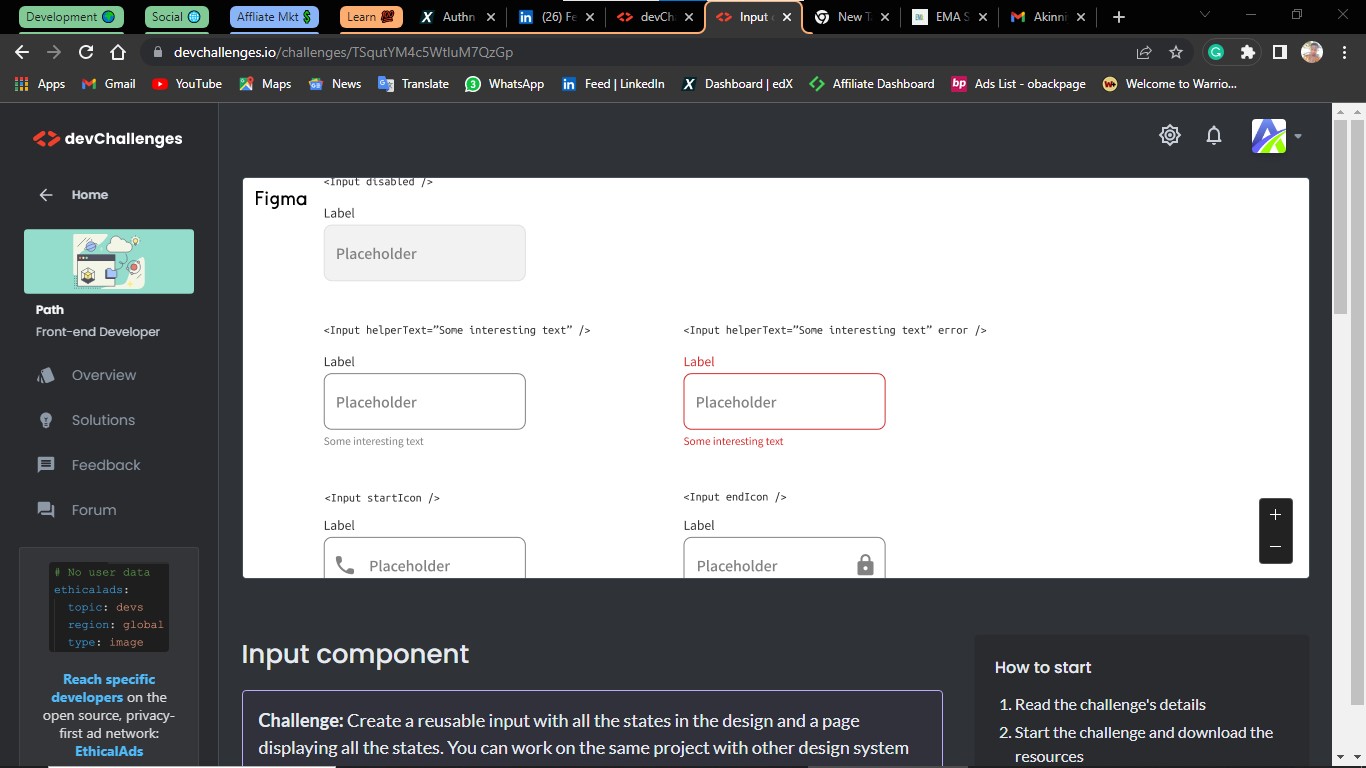 Development
Social
Affliate Mkt
Learn
Authn
(26) Fe
devCh
Input
New T
EMA S
Akinni
devchallenges.io/challenges/TSqutYM4c5WtluM7QzGp
Apps
Gmail
YouTube
Maps
News
Translate
WhatsApp
Feed | LinkedIn
Dashboard | edX
Affiliate Dashboard
Ads List - obackpage
Welcome to Warrio...
devChallenges
Home
Path
Front-end Developer
Overview
Solutions
Feedback
Forum
# No user data
ethicalads:
topic: devs
region: global
type: image
Reach specific
developers on the
open source, privacy-
first ad network:
EthicalAds
Figma
<Input disabled />
Label
Placeholder
<Input helperText=”Some interesting text” />
Label
Placeholder
Some interesting text
<Input helperText=”Some interesting text” error />
Label
Placeholder
Some interesting text
<Input startIcon />
Label
Placeholder
<Input endIcon />
Label
Placeholder
Input component
Challenge: Create a reusable input with all the states in the design and a page
displaying all the states. You can work on the same project with other design system
How to start
1. Read the challenge's details
2. Start the challenge and download the
resources